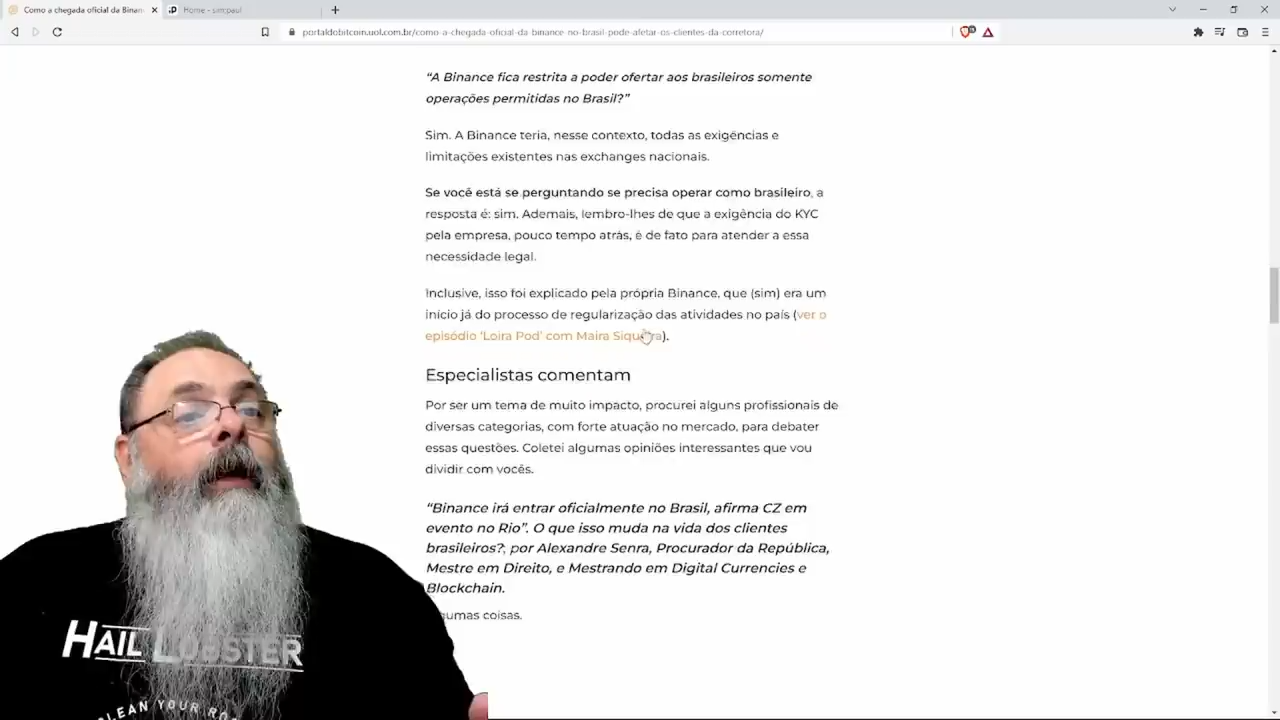 Como a chegada oficial da Binan
Home - sim;paul
portaldobitcoin.uol.com.br/como-a-chegada-oficial-da-binance-no-brasil-pode-afetar-os-clientes-da-corretora/
“A Binance fica restrita a poder ofertar aos brasileiros somente
operações permitidas no Brasil?”
Sim. A Binance teria, nesse contexto, todas as exigências e
limitações existentes nas exchanges nacionais.
Se você está se perguntando se precisa operar como brasileiro, a
resposta é: sim. Ademais, lembro-lhes de que a exigência do KYC
pela empresa, pouco tempo atrás, é de fato para atender a essa
necessidade legal.
Inclusive, isso foi explicado pela própria Binance, que (sim) era um
início já do processo de regularização das atividades no país (ver o
episódio ‘Loira Pod’ com Maira Siqueira).
Especialistas comentam
Por ser um tema de muito impacto, procurei alguns profissionais de
diversas categorias, com forte atuação no mercado, para debater
essas questões. Coletei algumas opiniões interessantes que vou
dividir com vocês.
“Binance irá entrar oficialmente no Brasil, afirma CZ em
evento no Rio”. O que isso muda na vida dos clientes
brasileiros?; por Alexandre Senra, Procurador da República,
Mestre em Direito, e Mestrando em Digital Currencies e
Blockchain.
umas coisas.
HAIL LOBSTER
CLEAN YOUR RO